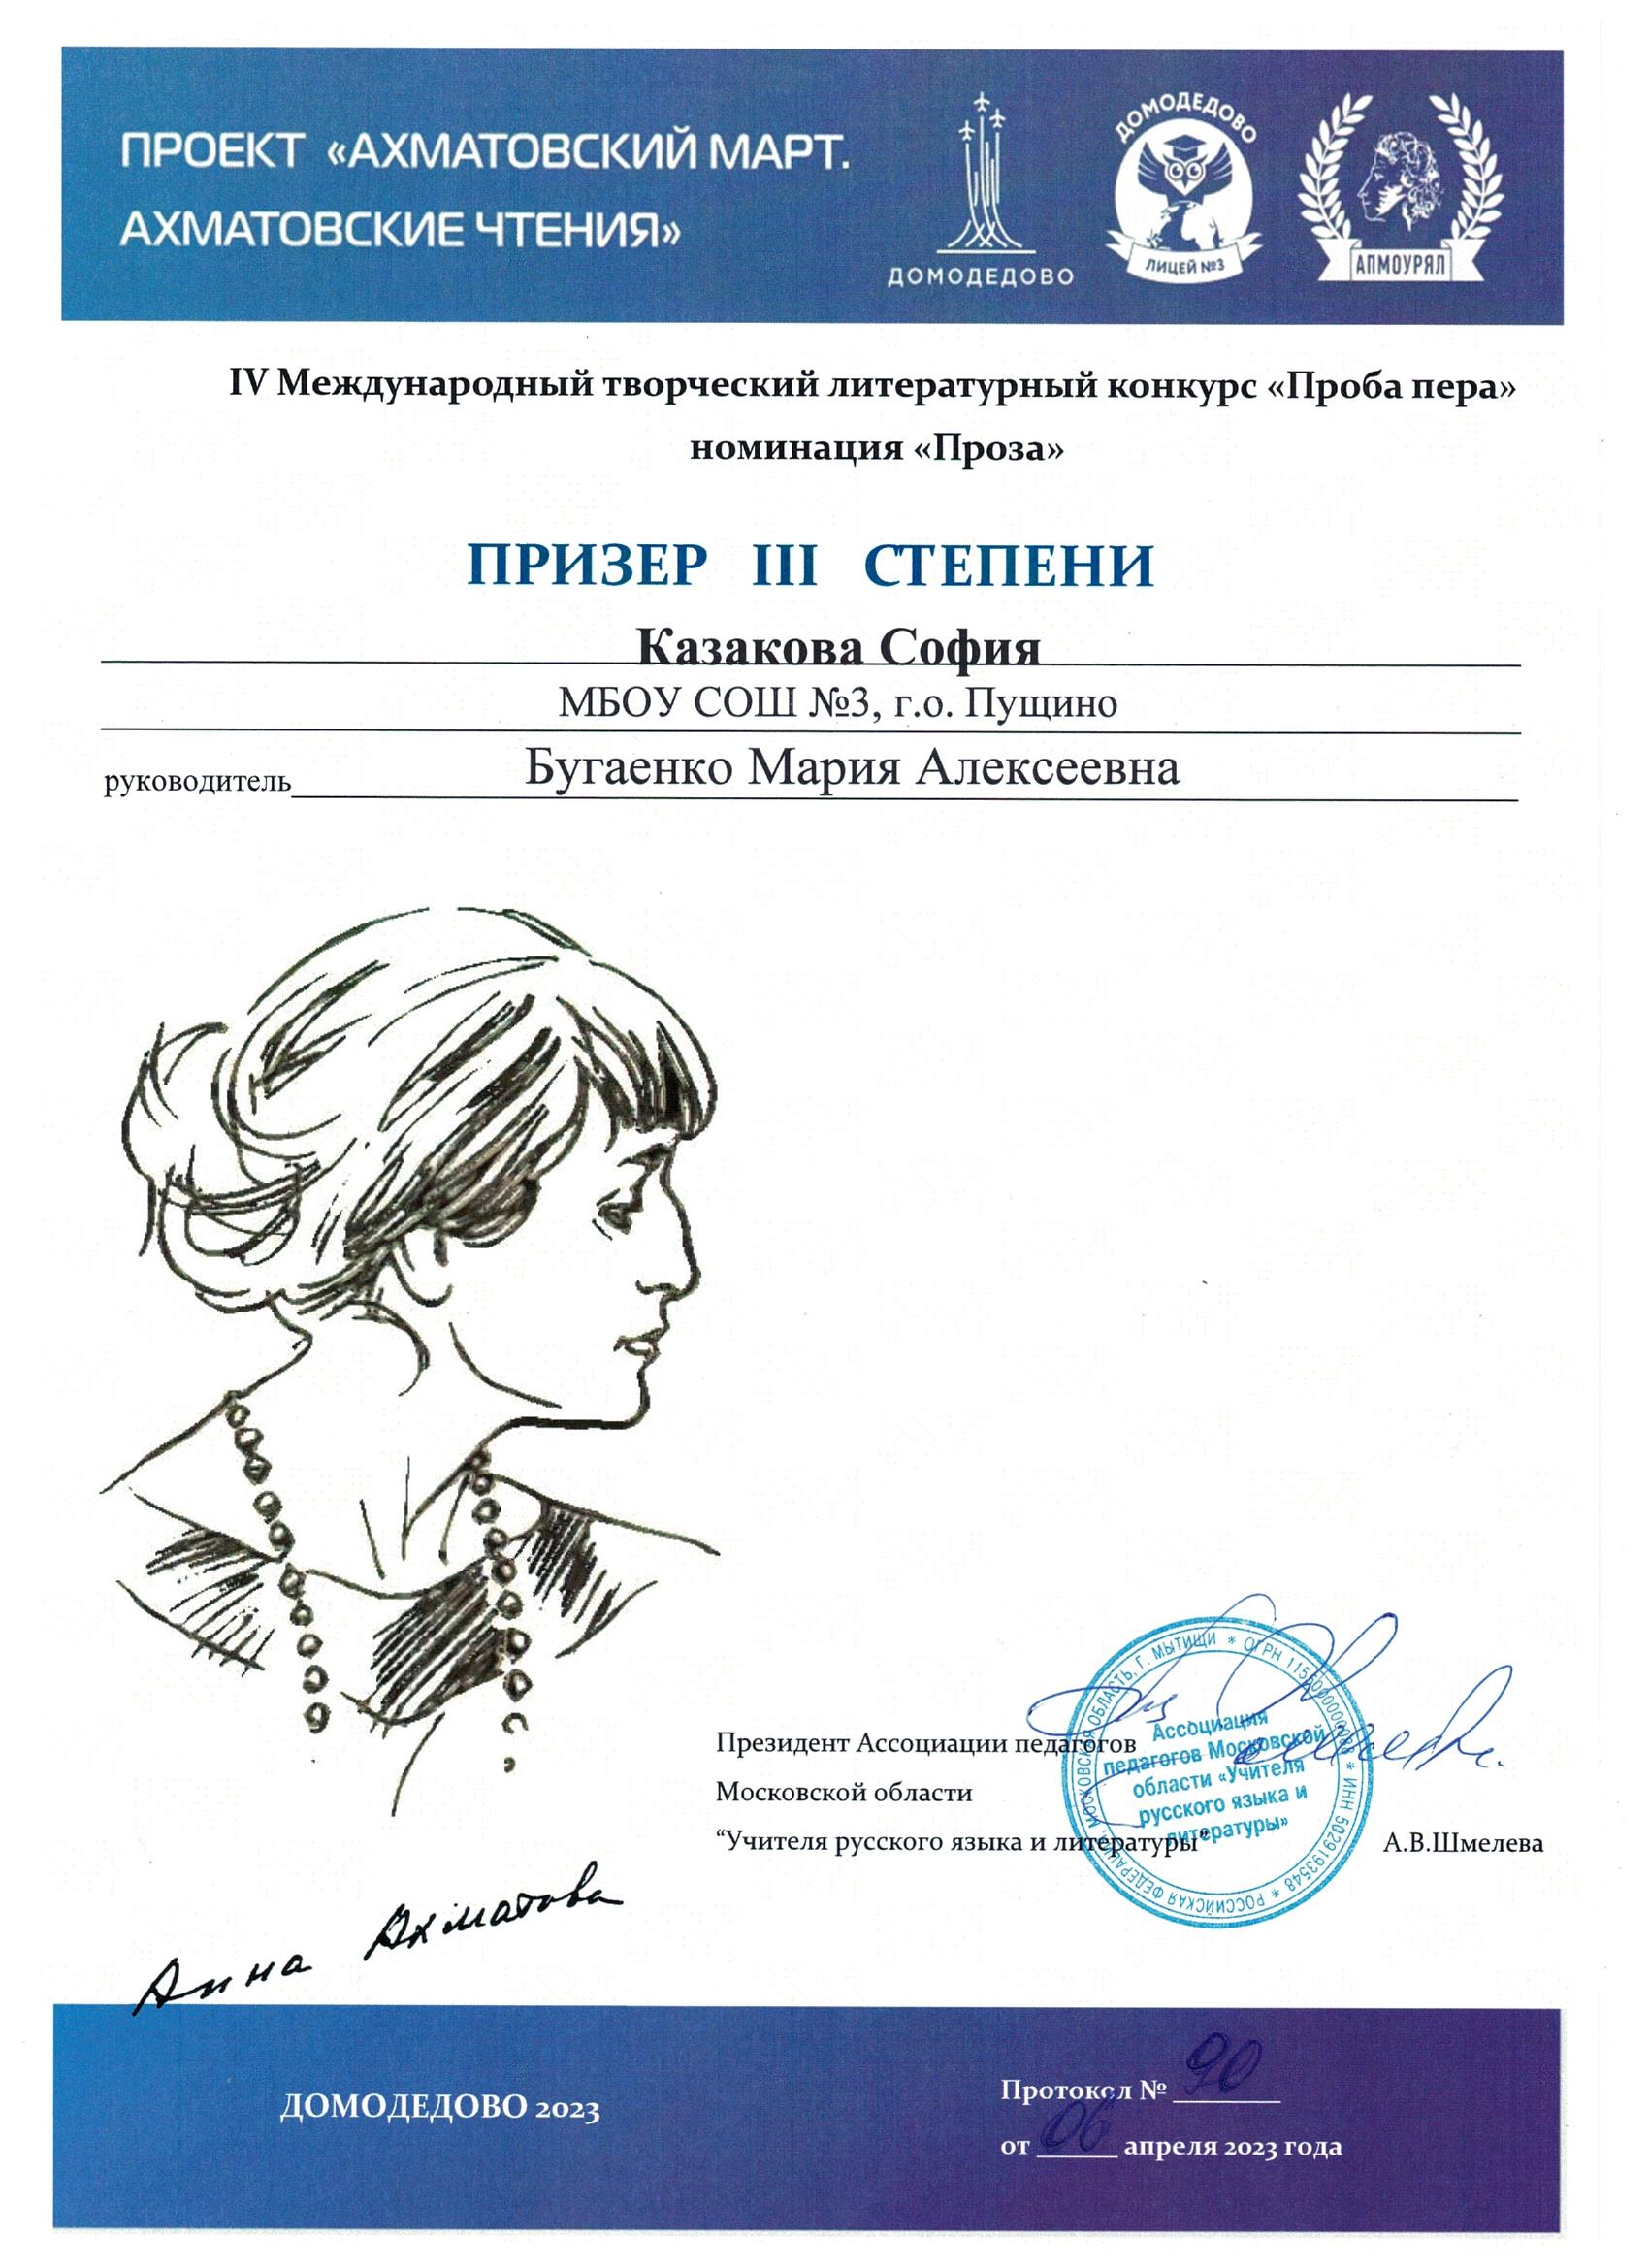 ПРОЕКТ «АХМАТОВСКИЙ МАРТ.
АХМАТОВСКИЕ ЧТЕНИЯ»
ДОМОДЕДОВО
ДОМОДЕДОВО
ЛИЦЕЙ №3
АПМОУРЯЛ
IV Международный творческий литературный конкурс «Проба пера»
номинация «Проза»
ПРИЗЕР III СТЕПЕНИ
Казакова София
МБОУ СОШ №3, г.о. Пущино
руководитель Бугаенко Мария Алексеевна
Президент Ассоциации педагогов
Московской области
“Учителя русского языка и литературы” А.В.Шмелева
Ассоциация
педагогов Московской
области «Учителя
русского языка и
литературы»
РОССИЙСКАЯ ФЕДЕРАЦИЯ, МОСКОВСКАЯ ОБЛАСТЬ, Г. МЫТИЩИ * ОГРН * ИНН 5029193548 *
Анна Ахматова
ДОМОДЕДОВО 2023
Протокол № 90
от 06 апреля 2023 года